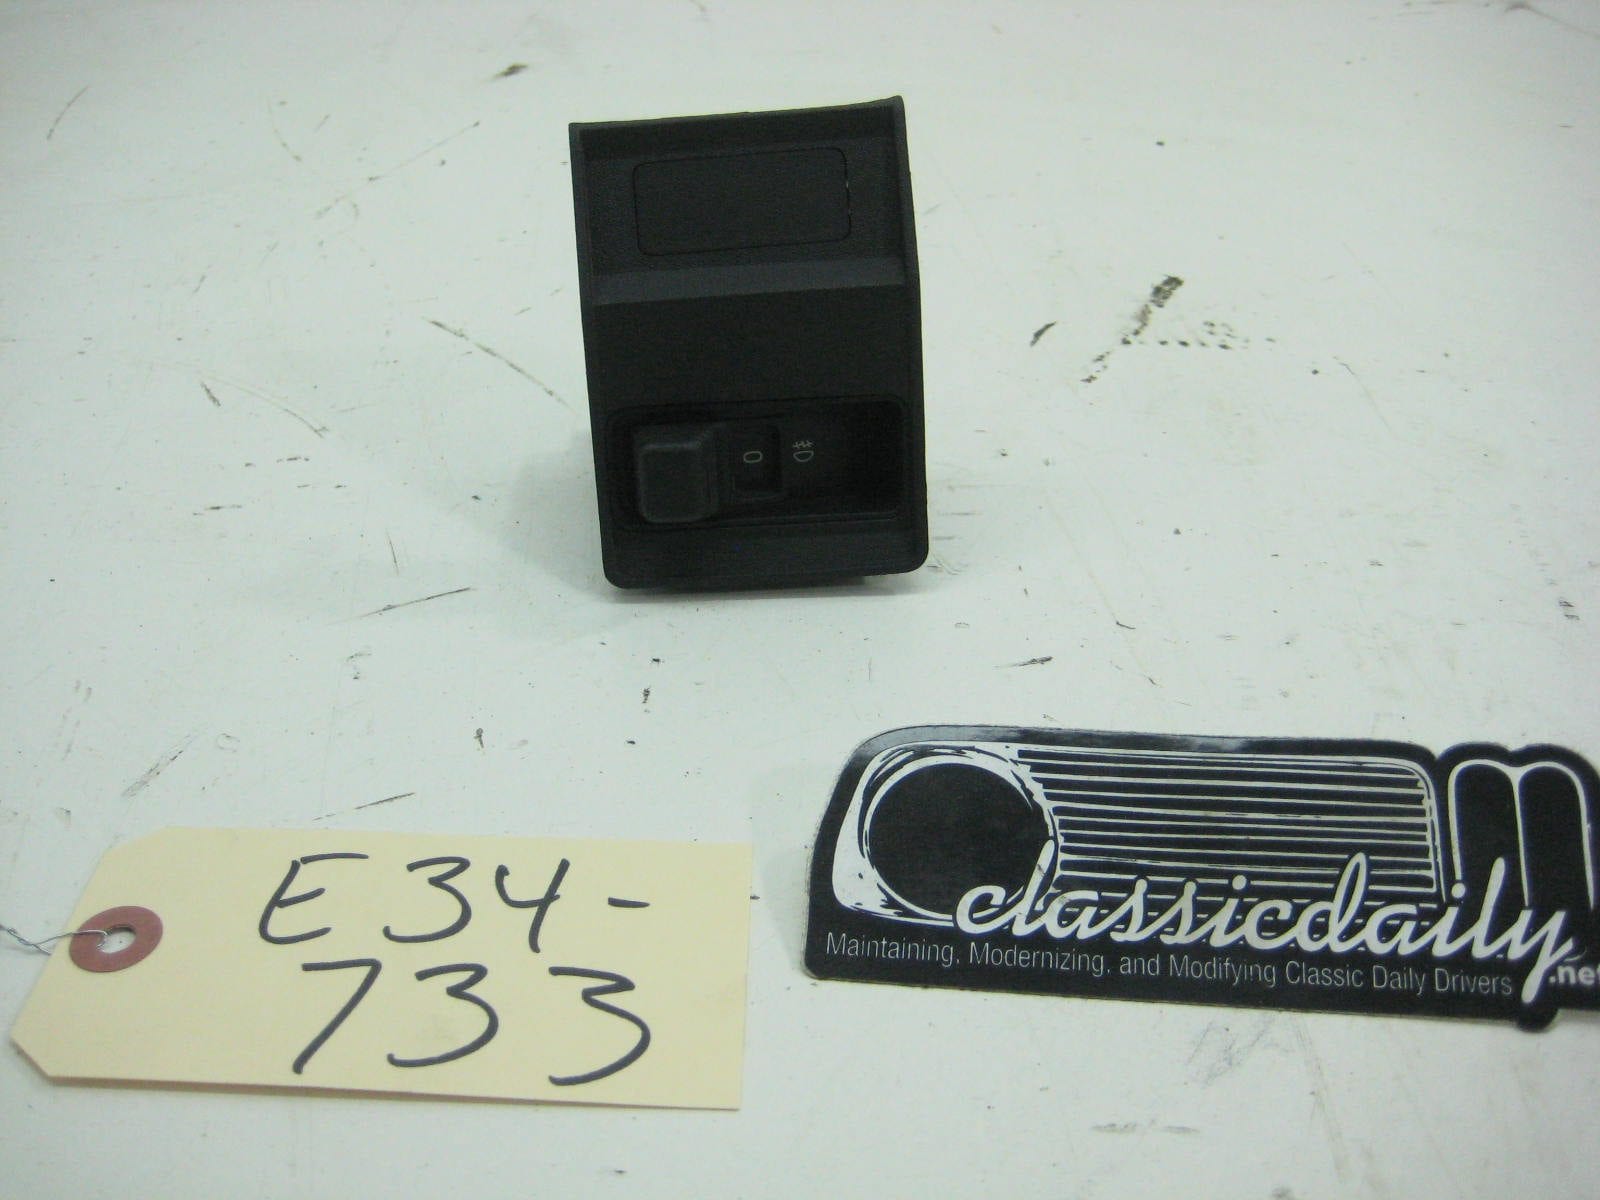 0
E34-
733
classicdaily.net
Maintaining, Modernizing, and Modifying Classic Daily Drivers